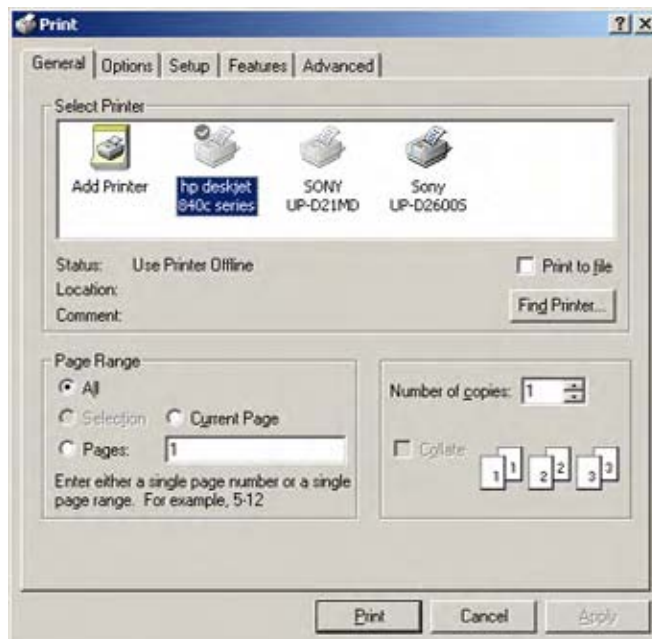 Print
General Options Setup Features Advanced
Select Printer
Add Printer
hp deskjet
840c series
SONY
UP-D21MD
Sony
UP-D2600S
Status: Use Printer Offline
Location:
Comment:
Print to file
Find Printer...
Page Range
All
Selection Current Page
Pages: 1
Enter either a single page number or a single
page range. For example, 5-12
Number of copies: 1
Collate
1 1 2 2 3 3
Print Cancel Apply